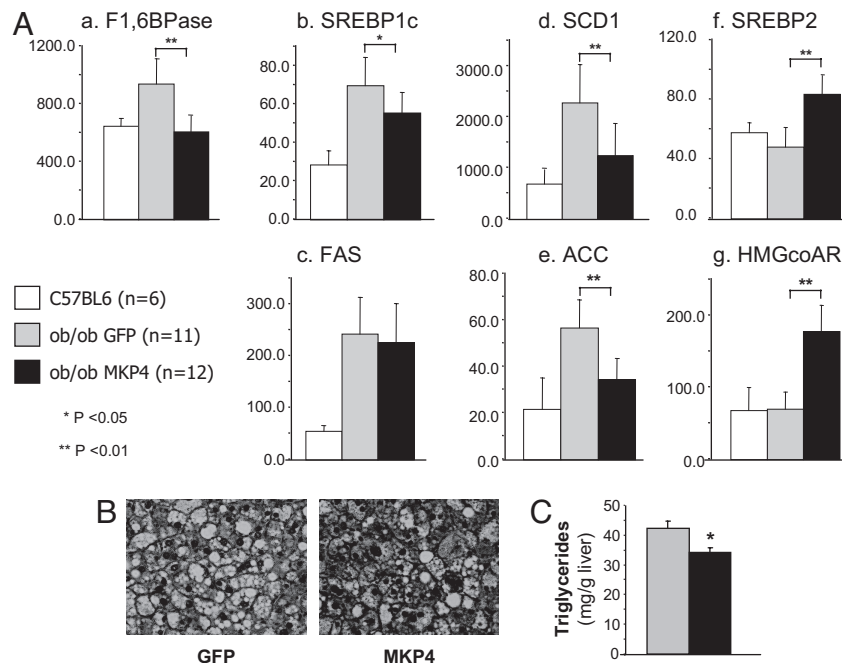 A
a. F1,6BPase
1200.0
900.0
600.0
300.0
0.0
**
b. SREBP1c
80.0
60.0
40.0
20.0
0.0
*
d. SCD1
3000.0
2000.0
1000.0
0.0
**
f. SREBP2
120.0
80.0
40.0
0.0
**
C57BL6 (n=6)
ob/ob GFP (n=11)
ob/ob MKP4 (n=12)
* P <0.05
** P <0.01
c. FAS
300.0
200.0
100.0
0.0
e. ACC
80.0
60.0
40.0
20.0
0.0
**
g. HMGcoAR
200.0
100.0
0.0
**
B
GFP
MKP4
C
Triglycerides
(mg/g liver)
50
40
30
20
10
0
*